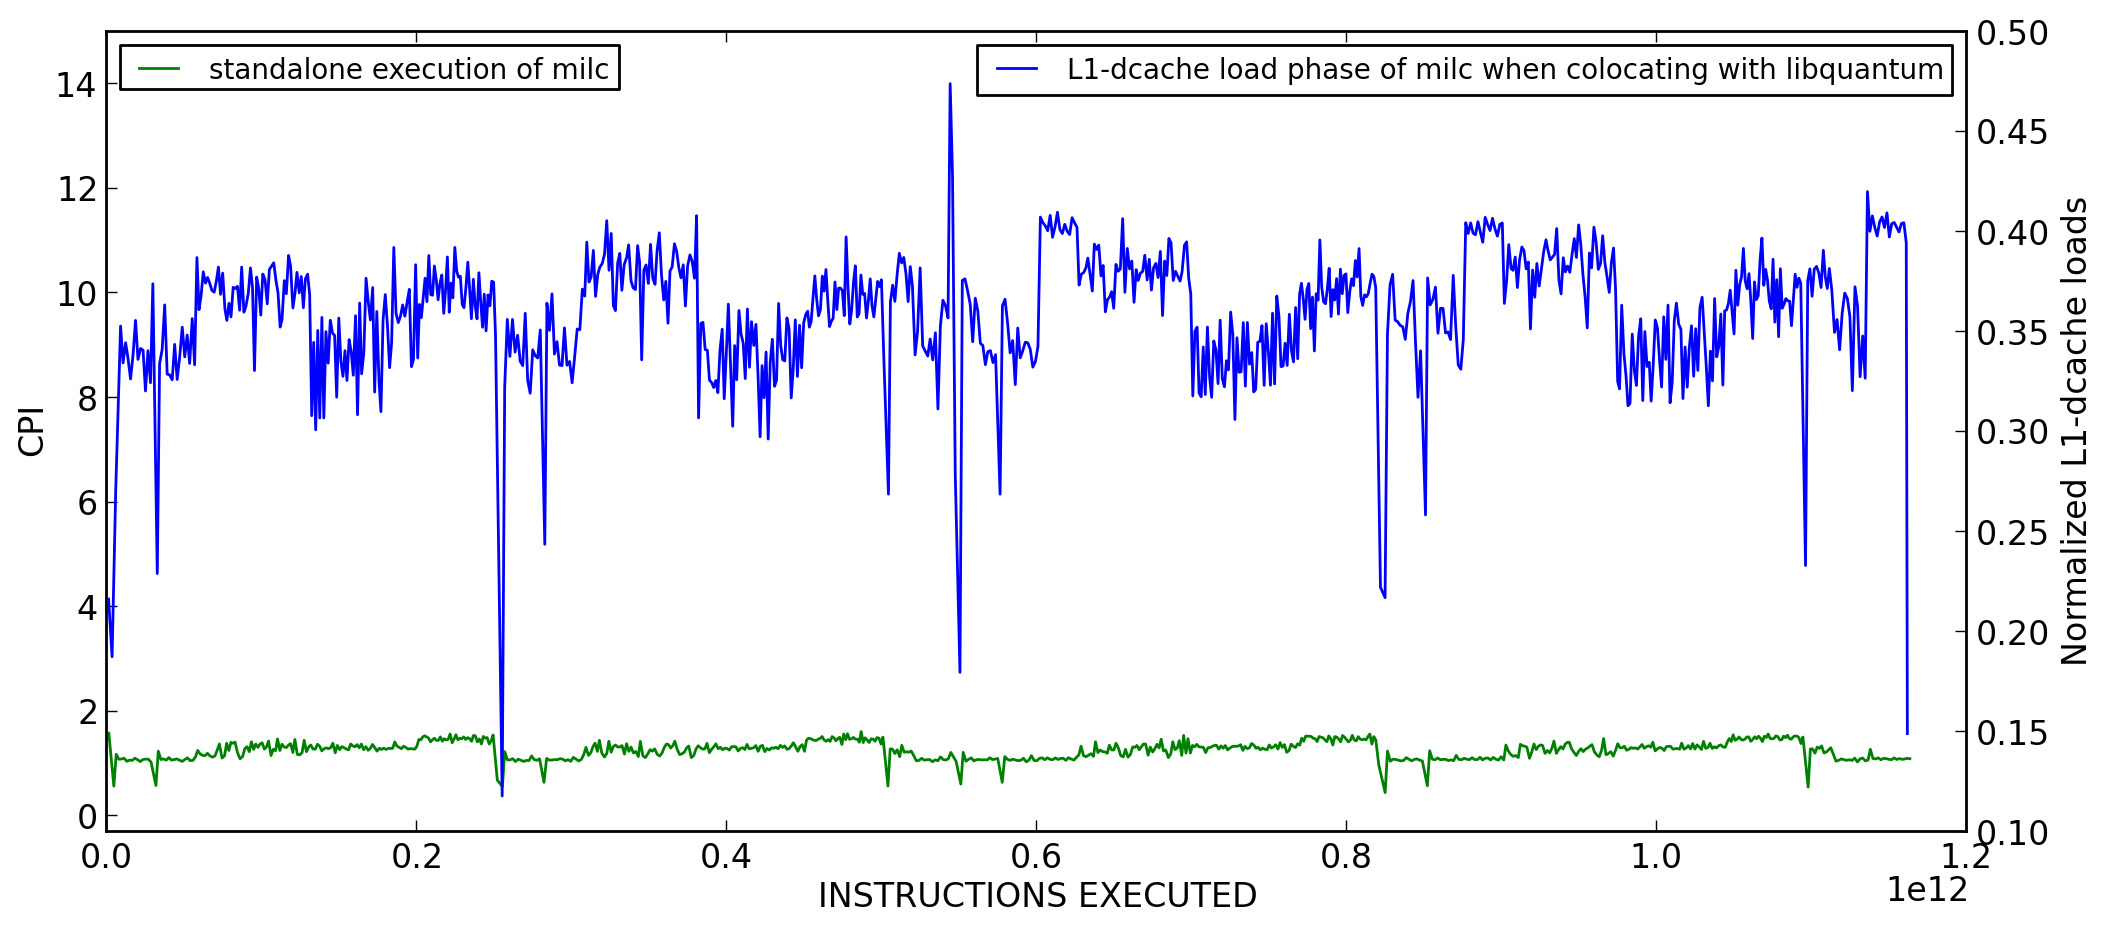 standalone execution of milc
L1-dcache load phase of milc when colocating with libquantum
CPI
14
12
10
8
6
4
2
0
0.50
0.45
0.40
0.35
0.30
0.25
0.20
0.15
0.10
Normalized L1-dcache loads
0.0 0.2 0.4 0.6 0.8 1.0 1.2
1e12
INSTRUCTIONS EXECUTED